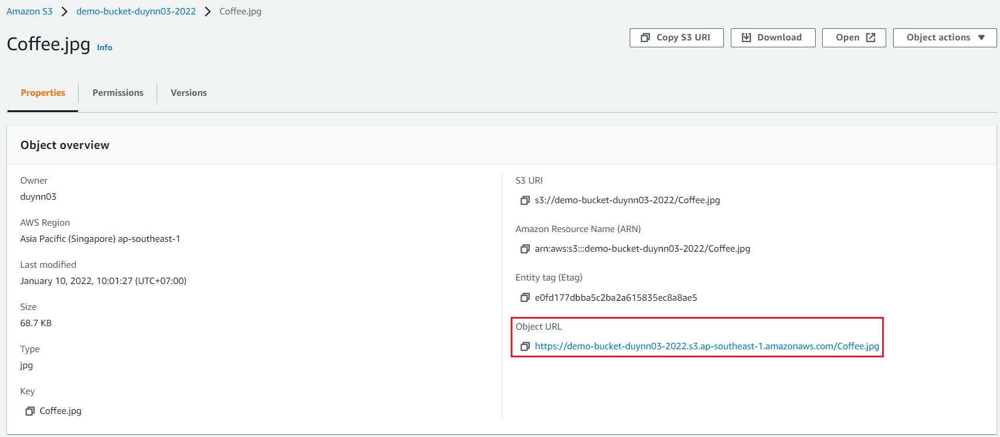 Amazon S3 > demo-bucket-duynn03-2022 > Coffee.jpg
Coffee.jpg Info
Copy S3 URI Download Open Object actions
Properties Permissions Versions
Object overview
Owner
duynn03
AWS Region
Asia Pacific (Singapore) ap-southeast-1
Last modified
January 10, 2022, 10:01:27 (UTC+07:00)
Size
68.7 KB
Type
jpg
Key
Coffee.jpg
S3 URI
s3://demo-bucket-duynn03-2022/Coffee.jpg
Amazon Resource Name (ARN)
arn:aws:s3:::demo-bucket-duynn03-2022/Coffee.jpg
Entity tag (Etag)
e0fd177dbba5c2ba2a615835ec8a8ae5
Object URL
https://demo-bucket-duynn03-2022.s3.ap-southeast-1.amazonaws.com/Coffee.jpg